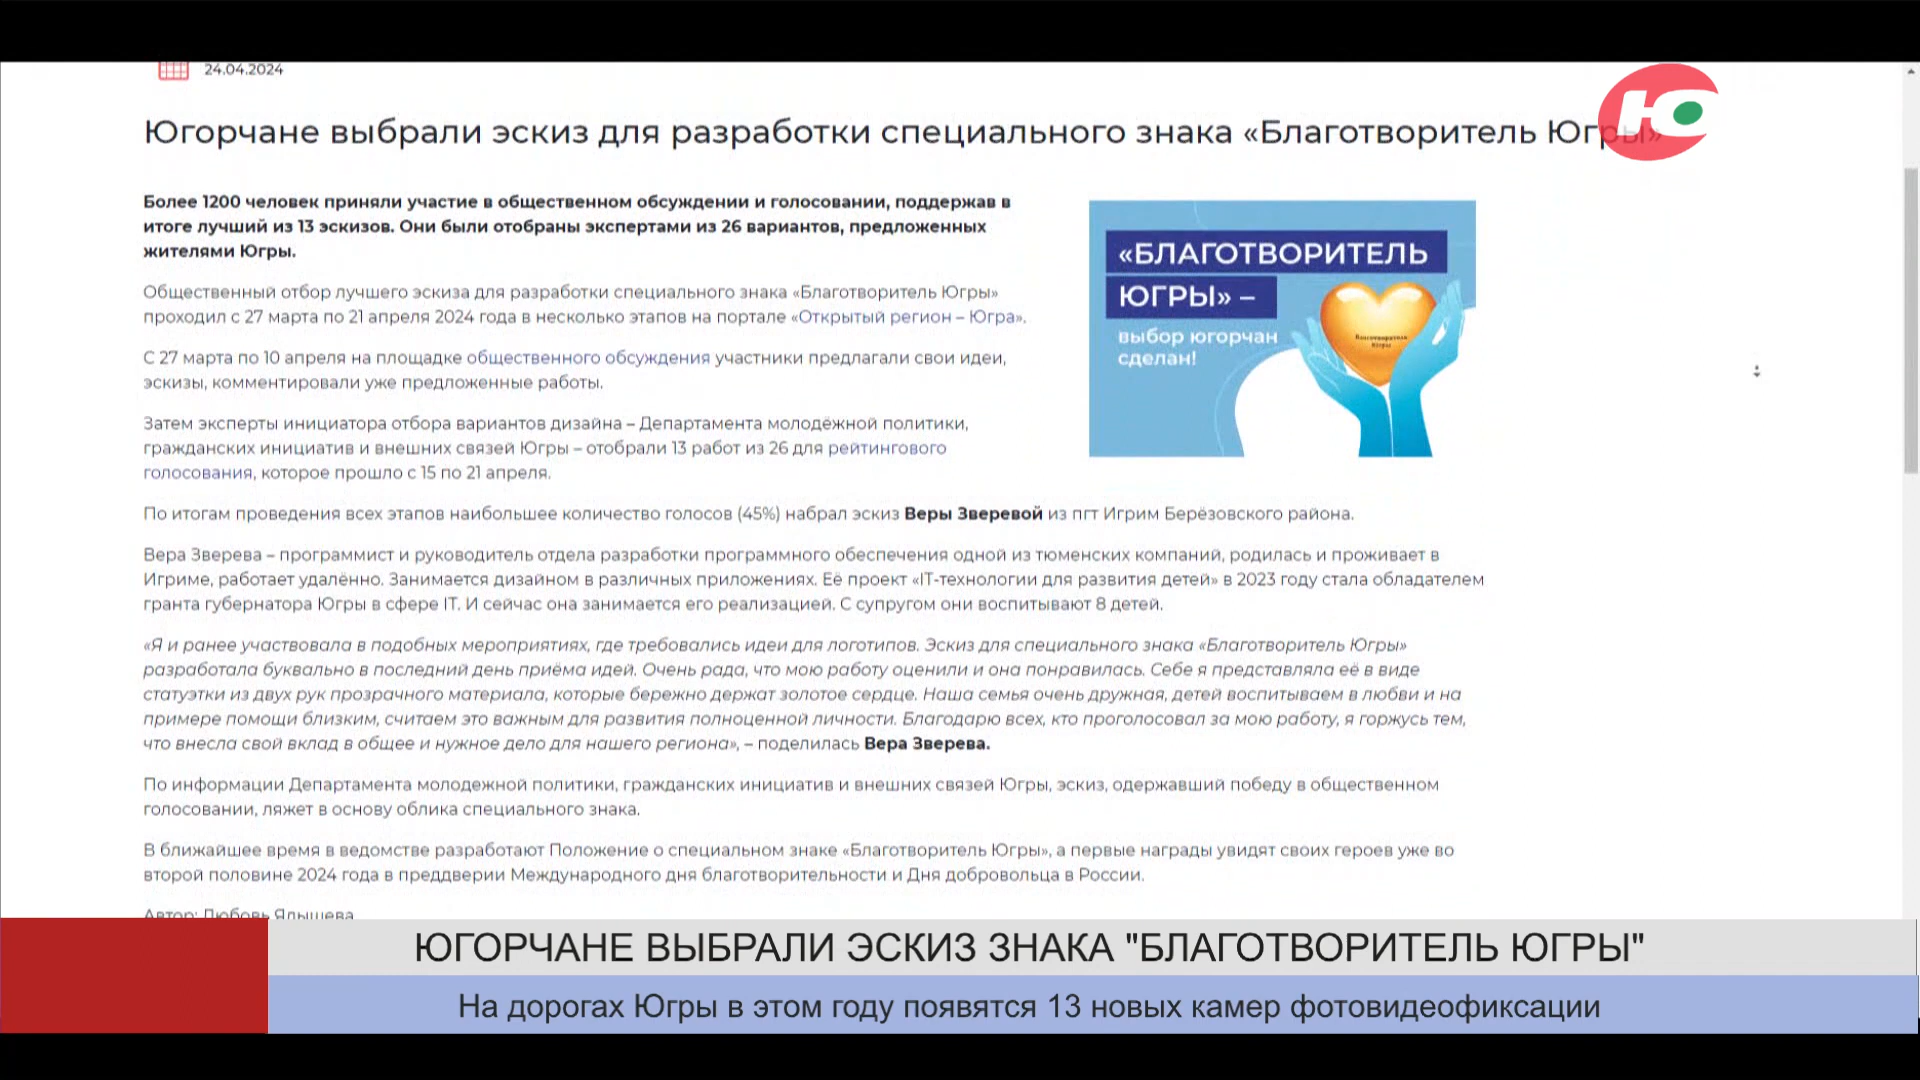 24.04.2024
Югорчане выбрали эскиз для разработки специального знака «Благотворитель Югры»
Более 1200 человек приняли участие в общественном обсуждении и голосовании, поддержав в
итоге лучший из 13 эскизов. Они были отобраны экспертами из 26 вариантов, предложенных
жителями Югры.
Общественный отбор лучшего эскиза для разработки специального знака «Благотворитель Югры»
проходил с 27 марта по 21 апреля 2024 года в несколько этапов на портале «Открытый регион – Югра».
С 27 марта по 10 апреля на площадке общественного обсуждения участники предлагали свои идеи,
эскизы, комментировали уже предложенные работы.
Затем эксперты инициатора отбора вариантов дизайна – Департамента молодёжной политики,
гражданских инициатив и внешних связей Югры – отобрали 13 работ из 26 для рейтингового
голосования, которое прошло с 15 по 21 апреля.
«БЛАГОТВОРИТЕЛЬ
ЮГРЫ» –
выбор югорчан
сделан!
Благотворитель
Югры
По итогам проведения всех этапов наибольшее количество голосов (45%) набрал эскиз Веры Зверевой из пгт Игрим Берёзовского района.
Вера Зверева – программист и руководитель отдела разработки программного обеспечения одной из тюменских компаний, родилась и проживает в
Игриме, работает удалённо. Занимается дизайном в различных приложениях. Её проект «IT-технологии для развития детей» в 2023 году стала обладателем
гранта губернатора Югры в сфере IT. И сейчас она занимается его реализацией. С супругом они воспитывают 8 детей.
«Я и ранее участвовала в подобных мероприятиях, где требовались идеи для логотипов. Эскиз для специального знака «Благотворитель Югры»
разработала буквально в последний день приёма идей. Очень рада, что мою работу оценили и она понравилась. Себе я представляла её в виде
статуэтки из двух рук прозрачного материала, которые бережно держат золотое сердце. Наша семья очень дружная, детей воспитываем в любви и на
примере помощи близким, считаем это важным для развития полноценной личности. Благодарю всех, кто проголосовал за мою работу, я горжусь тем,
что внесла свой вклад в общее и нужное дело для нашего региона», – поделилась Вера Зверева.
По информации Департамента молодежной политики, гражданских инициатив и внешних связей Югры, эскиз, одержавший победу в общественном
голосовании, ляжет в основу облика специального знака.
В ближайшее время в ведомстве разработают Положение о специальном знаке «Благотворитель Югры», а первые награды увидят своих героев уже во
второй половине 2024 года в преддверии Международного дня благотворительности и Дня добровольца в России.
Автор: Любовь Ялышева
ЮГОРЧАНЕ ВЫБРАЛИ ЭСКИЗ ЗНАКА "БЛАГОТВОРИТЕЛЬ ЮГРЫ"
На дорогах Югры в этом году появятся 13 новых камер фотовидеофиксации